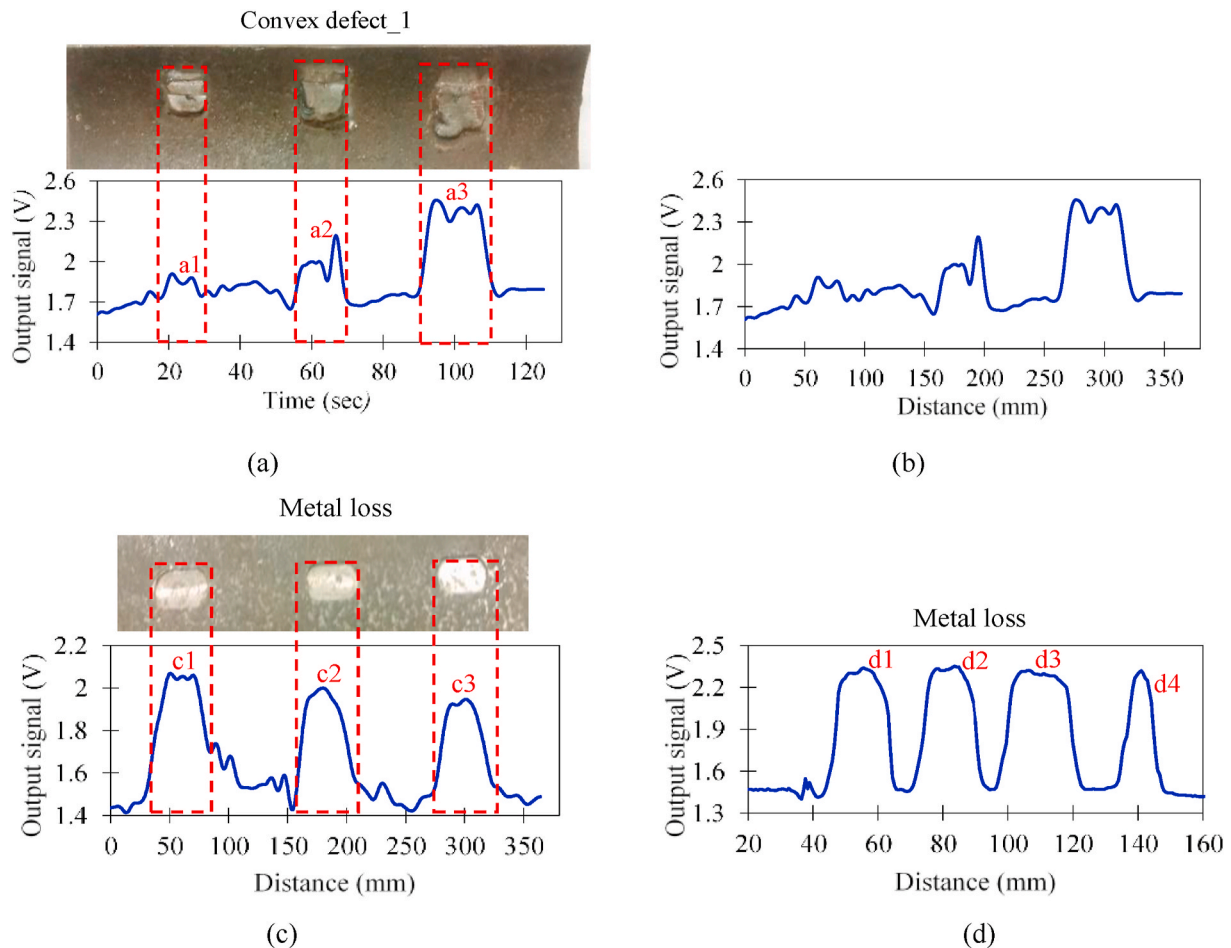 Convex defect_1
Output signal (V)
2.6
2.3
2
1.7
1.4
a1
a2
a3
0 20 40 60 80 100 120
Time (sec)
(a)
Output signal (V)
2.6
2.3
2
1.7
1.4
0 50 100 150 200 250 300 350
Distance (mm)
(b)
Metal loss
Output signal (V)
2.2
2
1.8
1.6
1.4
c1
c2
c3
0 50 100 150 200 250 300 350
Distance (mm)
(c)
Metal loss
Output signal (V)
2.5
2.2
1.9
1.6
1.3
d1
d2
d3
d4
20 40 60 80 100 120 140 160
Distance (mm)
(d)